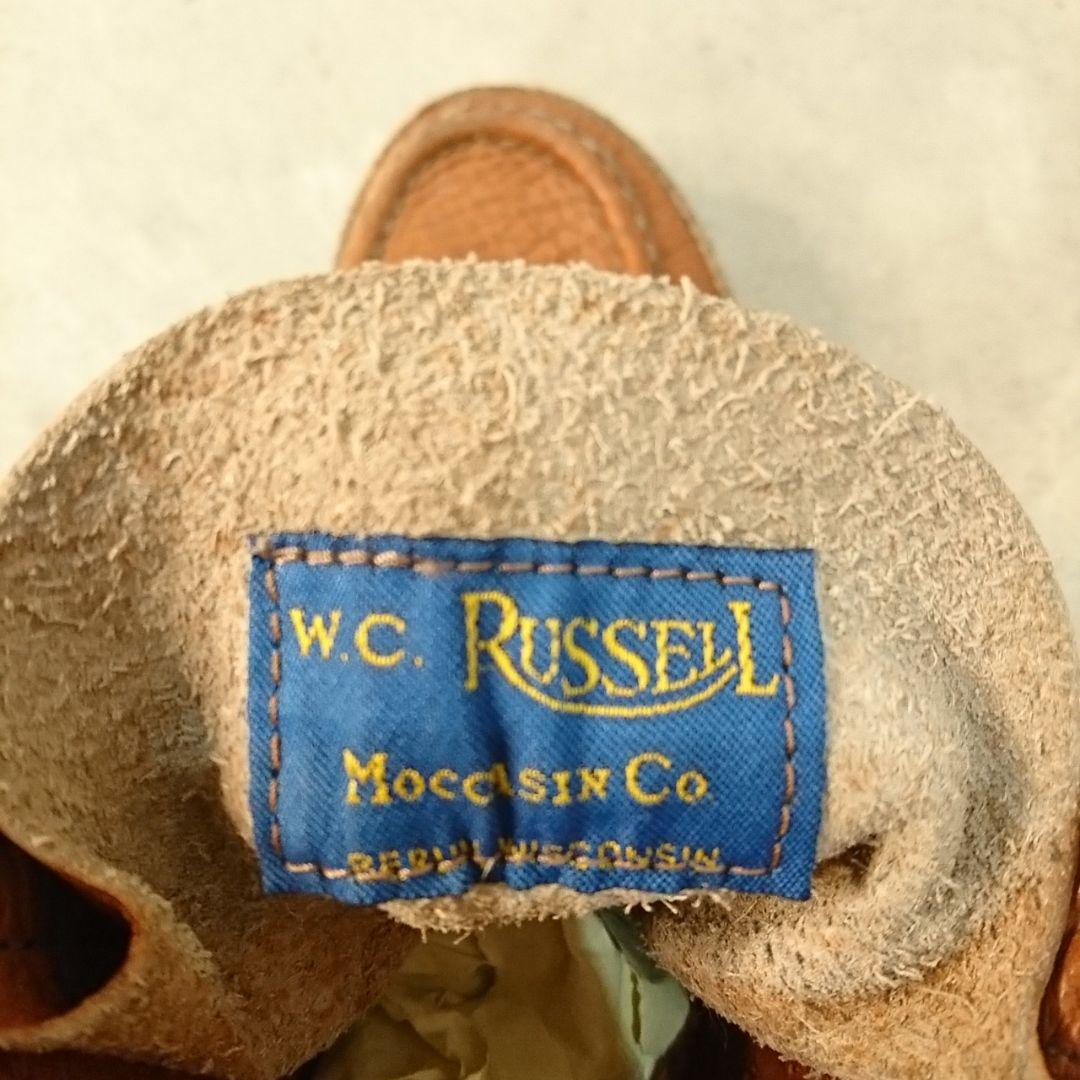 W.C. RUSSELL
MOCCASIN CO
BERLIN, WISCONSIN